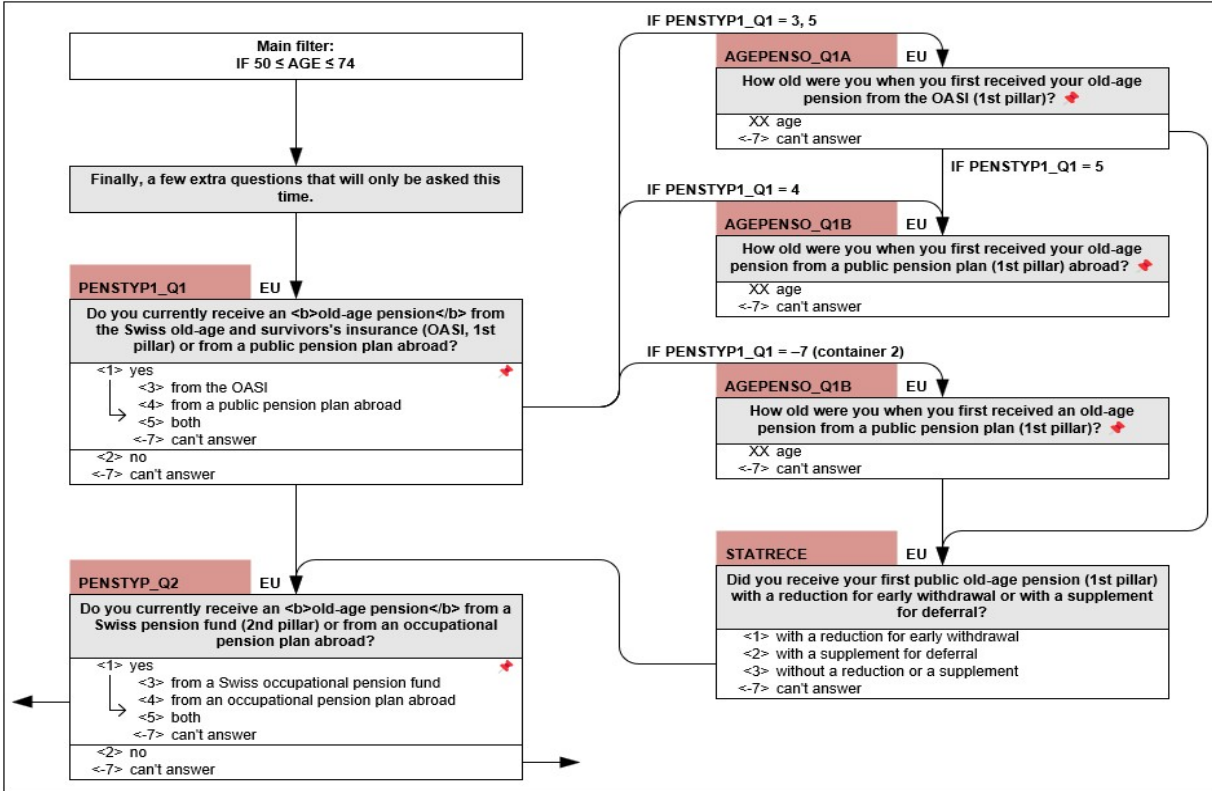 Main filter:
IF 50 ≤ AGE ≤ 74
Finally, a few extra questions that will only be asked this
time.
PENSTYP1_Q1
EU
Do you currently receive an <b>old-age pension</b> from
the Swiss old-age and survivors's insurance (OASI, 1st
pillar) or from a public pension plan abroad?
<1> yes
<3> from the OASI
<4> from a public pension plan abroad
<5> both
<-7> can't answer
<2> no
<-7> can't answer
IF PENSTYP1_Q1 = 3, 5
AGEPENSO_Q1A
EU
How old were you when you first received your old-age
pension from the OASI (1st pillar)?
XX age
<-7> can't answer
IF PENSTYP1_Q1 = 5
IF PENSTYP1_Q1 = 4
AGEPENSO_Q1B
EU
How old were you when you first received your old-age
pension from a public pension plan (1st pillar) abroad?
XX age
<-7> can't answer
IF PENSTYP1_Q1 = –7 (container 2)
AGEPENSO_Q1B
EU
How old were you when you first received an old-age
pension from a public pension plan (1st pillar)?
XX age
<-7> can't answer
STATRECE
EU
Did you receive your first public old-age pension (1st pillar)
with a reduction for early withdrawal or with a supplement
for deferral?
<1> with a reduction for early withdrawal
<2> with a supplement for deferral
<3> without a reduction or a supplement
<-7> can't answer
PENSTYP_Q2
EU
Do you currently receive an <b>old-age pension</b> from a
Swiss pension fund (2nd pillar) or from an occupational
pension plan abroad?
<1> yes
<3> from a Swiss occupational pension fund
<4> from an occupational pension plan abroad
<5> both
<-7> can't answer
<2> no
<-7> can't answer